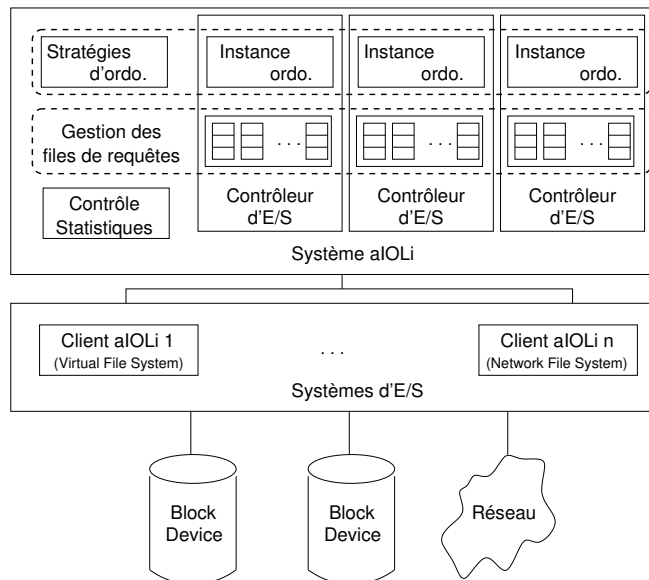 Stratégies
d'ordo.
Instance
ordo.
Instance
ordo.
Instance
ordo.
Gestion des
files de requêtes
. . .
. . .
. . .
Contrôle
Statistiques
Contrôleur
d'E/S
Contrôleur
d'E/S
Contrôleur
d'E/S
Système aIOLi
Client aIOLi 1
(Virtual File System)
. . .
Client aIOLi n
(Network File System)
Systèmes d'E/S
Block
Device
Block
Device
Réseau